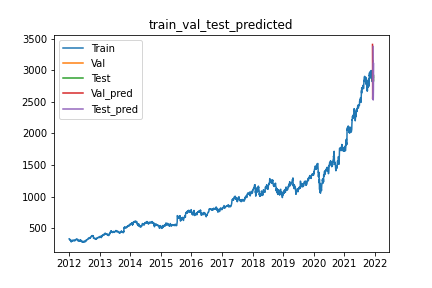 train_val_test_predicted
3500
3000
2500
2000
1500
1000
500
Train
Val
Test
Val_pred
Test_pred
2012 2013 2014 2015 2016 2017 2018 2019 2020 2021 2022